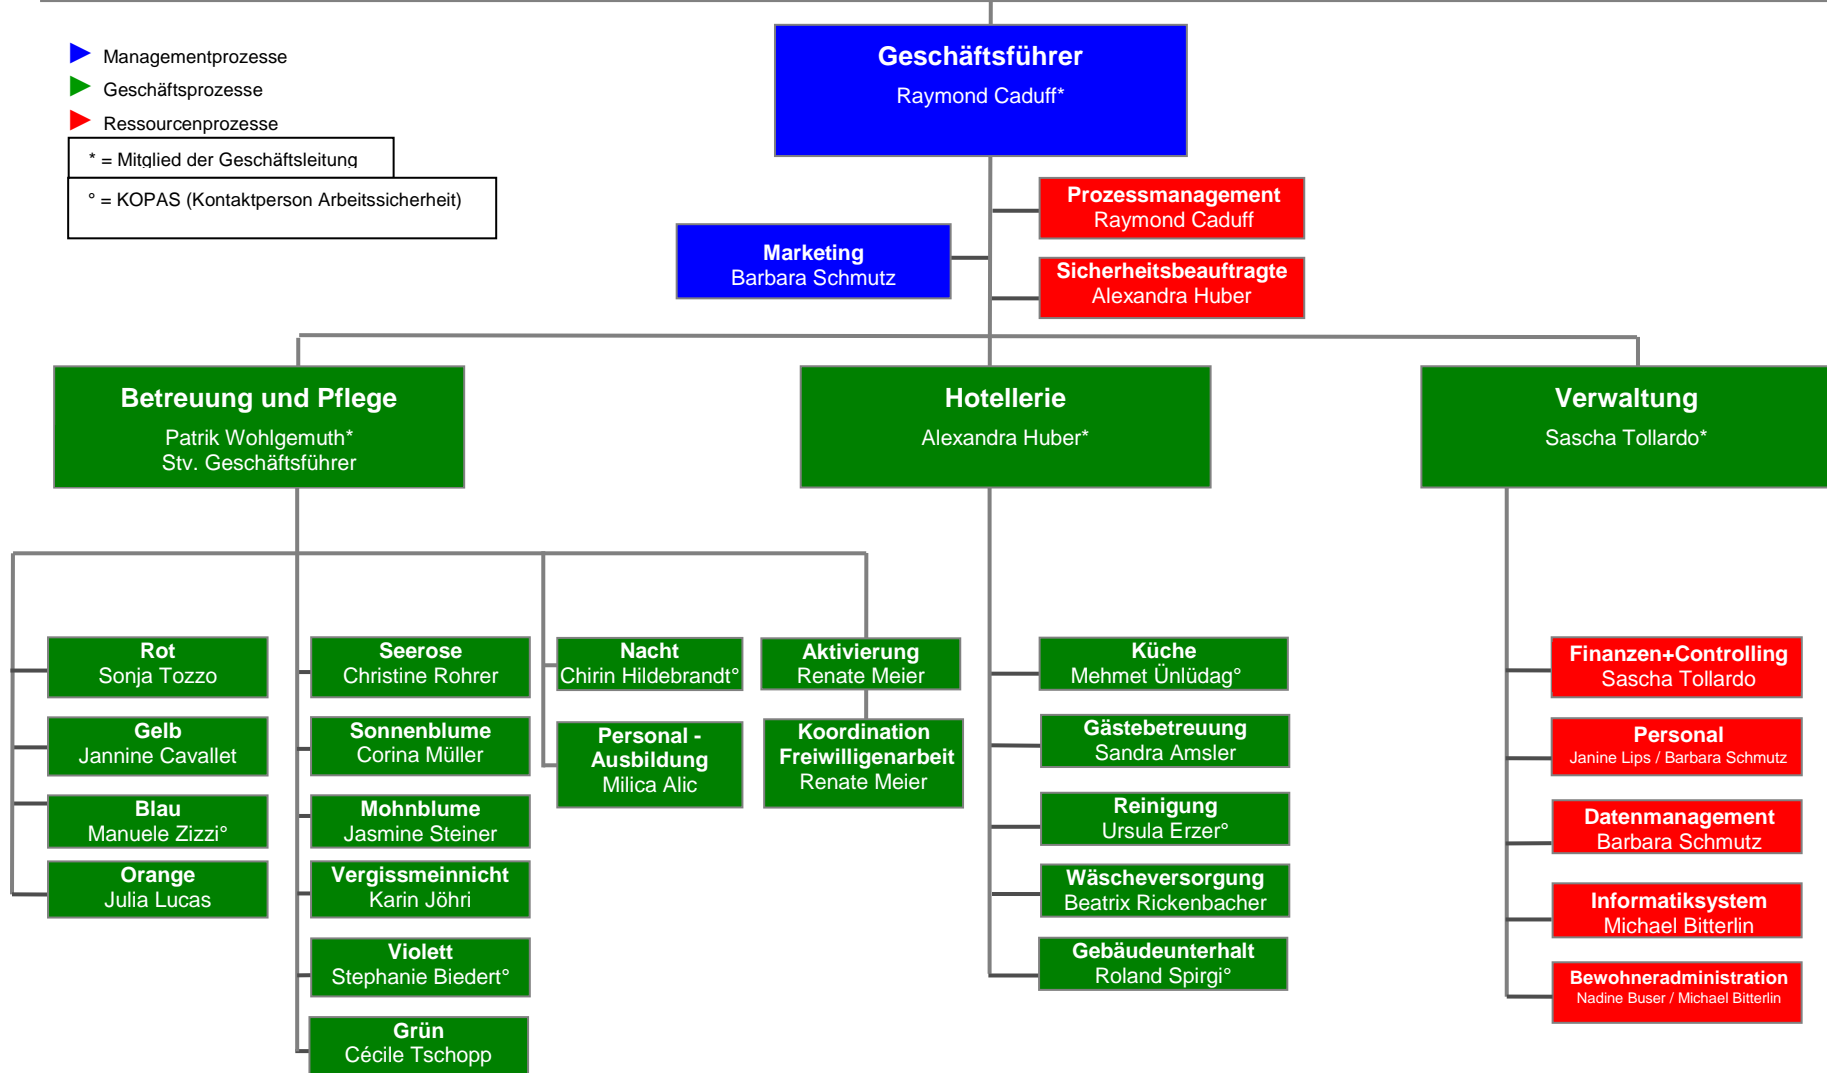 Managementprozesse
Geschäftsprozesse
Ressourcenprozesse
* = Mitglied der Geschäftsleitung
° = KOPAS (Kontaktperson Arbeitssicherheit)
Geschäftsführer
Raymond Caduff*
Prozessmanagement
Raymond Caduff
Marketing
Barbara Schmutz
Sicherheitsbeauftragte
Alexandra Huber
Betreuung und Pflege
Patrik Wohlgemuth*
Stv. Geschäftsführer
Hotellerie
Alexandra Huber*
Verwaltung
Sascha Tollardo*
Rot
Sonja Tozzo
Gelb
Jannine Cavallet
Blau
Manuele Zizzi°
Orange
Julia Lucas
Seerose
Christine Rohrer
Sonnenblume
Corina Müller
Mohnblume
Jasmine Steiner
Vergissmeinnicht
Karin Jöhri
Violett
Stephanie Biedert°
Grün
Cécile Tschopp
Nacht
Chirin Hildebrandt°
Personal -
Ausbildung
Milica Alic
Aktivierung
Renate Meier
Koordination
Freiwilligenarbeit
Renate Meier
Küche
Mehmet Ünlüdag°
Gästebetreuung
Sandra Amsler
Reinigung
Ursula Erzer°
Wäscheversorgung
Beatrix Rickenbacher
Gebäudeunterhalt
Roland Spirgi°
Finanzen+Controlling
Sascha Tollardo
Personal
Janine Lips / Barbara Schmutz
Datenmanagement
Barbara Schmutz
Informatiksystem
Michael Bitterlin
Bewohneradministration
Nadine Buser / Michael Bitterlin